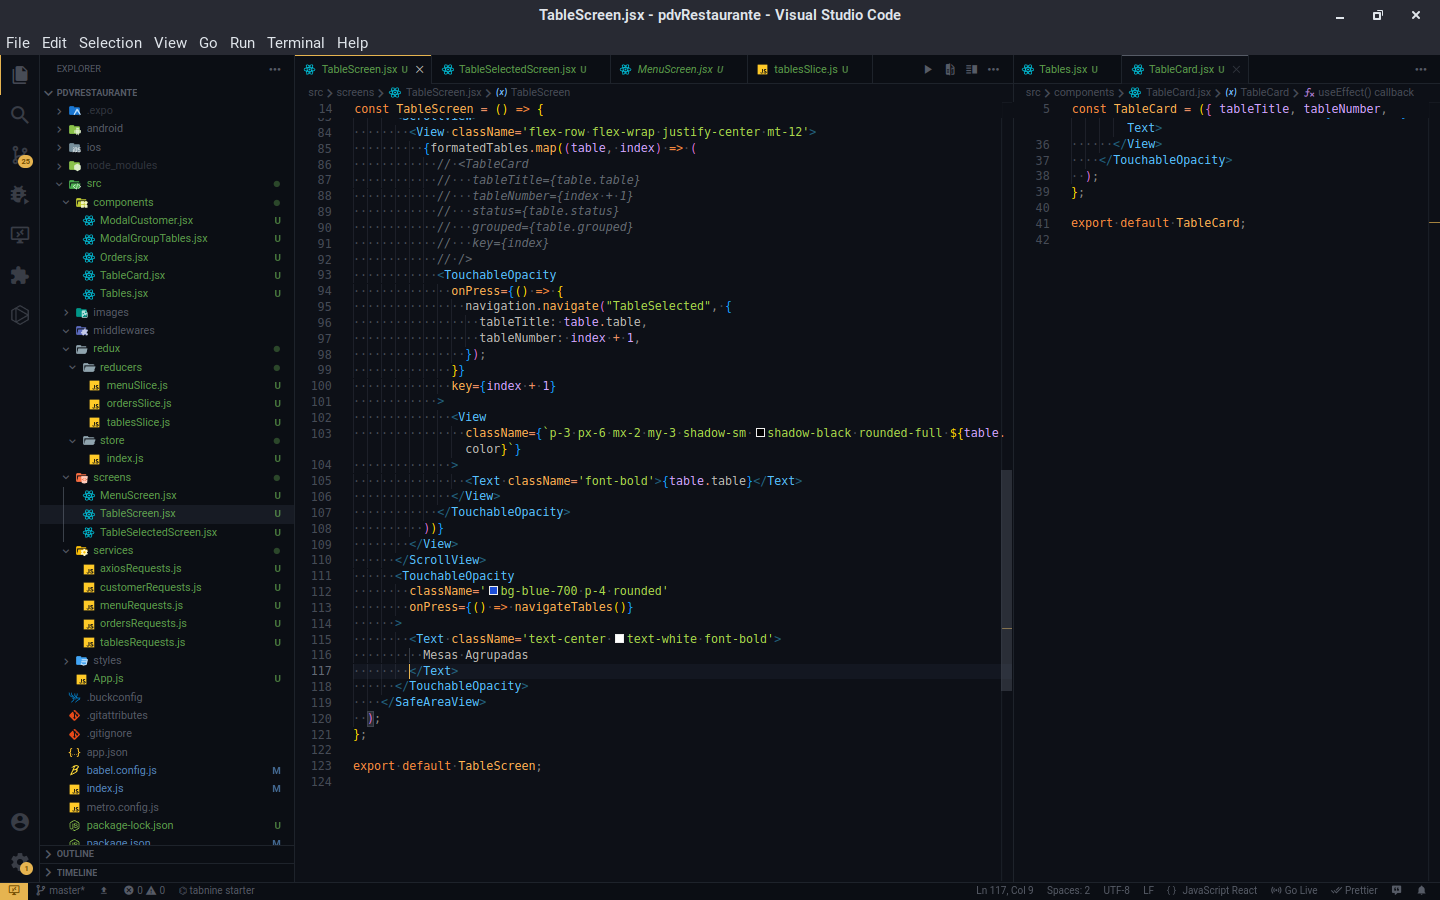 TableScreen.jsx - pdvRestaurante - Visual Studio Code
File Edit Selection View Go Run Terminal Help
EXPLORER
PDVRESTAURANTE
.expo
android
ios
node_modules
src
components
ModalCustomer.jsx U
ModalGroupTables.jsx U
Orders.jsx U
TableCard.jsx U
Tables.jsx U
images
middlewares
redux
reducers
menuSlice.js U
ordersSlice.js U
tablesSlice.js U
store
index.js U
screens
MenuScreen.jsx U
TableScreen.jsx U
TableSelectedScreen.jsx U
services
axiosRequests.js U
customerRequests.js U
menuRequests.js U
ordersRequests.js U
tablesRequests.js U
styles
App.js U
.buckconfig
.gitattributes
.gitignore
app.json
babel.config.js M
index.js M
metro.config.js
package-lock.json U
package.json M
OUTLINE
TIMELINE
25
1
TableScreen.jsx U TableSelectedScreen.jsx U MenuScreen.jsx U tablesSlice.js U
src > screens > TableScreen.jsx > TableScreen
14 const TableScreen = () => {
83 <ScrollView>
84 <View className='flex-row flex-wrap justify-center mt-12'>
85 {formatedTables.map((table, index) => (
86 // <TableCard
87 // tableTitle={table.table}
88 // tableNumber={index + 1}
89 // status={table.status}
90 // grouped={table.grouped}
91 // key={index}
92 // />
93 <TouchableOpacity
94 onPress={() => {
95 navigation.navigate("TableSelected", {
96 tableTitle: table.table,
97 tableNumber: index + 1,
98 });
99 }}
100 key={index + 1}
101 >
102 <View
103 className={`p-3 px-6 mx-2 my-3 shadow-sm shadow-black rounded-full ${table.
color}`}
104 >
105 <Text className='font-bold'>{table.table}</Text>
106 </View>
107 </TouchableOpacity>
108 ))}
109 </View>
110 </ScrollView>
111 <TouchableOpacity
112 className='bg-blue-700 p-4 rounded'
113 onPress={() => navigateTables()}
114 >
115 <Text className='text-center text-white font-bold'>
116 Mesas Agrupadas
117 </Text>
118 </TouchableOpacity>
119 </SafeAreaView>
120 );
121 };
122
123 export default TableScreen;
124
Tables.jsx U TableCard.jsx U
src > components > TableCard.jsx > TableCard > useEffect() callback
5 const TableCard = ({ tableTitle, tableNumber,
Text>
36 </View>
37 </TouchableOpacity>
38 );
39 };
40
41 export default TableCard;
42
master* 0 0 tabnine starter Ln 117, Col 9 Spaces: 2 UTF-8 LF {} JavaScript React Go Live Prettier